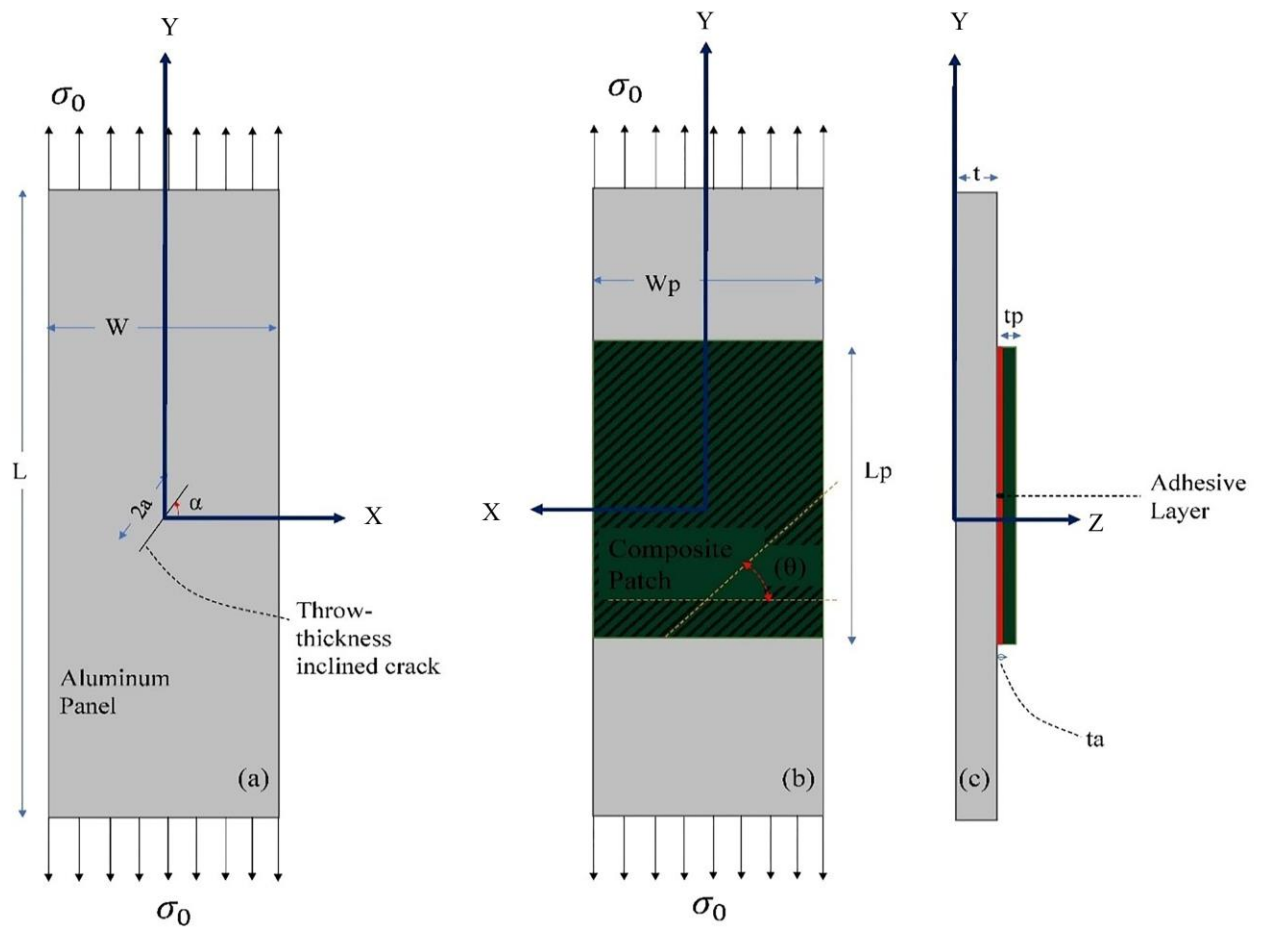 Y
σ0
W
L
2a
α
X
Throw-
thickness
inclined crack
Aluminum
Panel
(a)
σ0
Y
σ0
Wp
Lp
X
Composite
Patch
(θ)
(b)
σ0
Y
t
tp
Adhesive
Layer
Z
ta
(c)